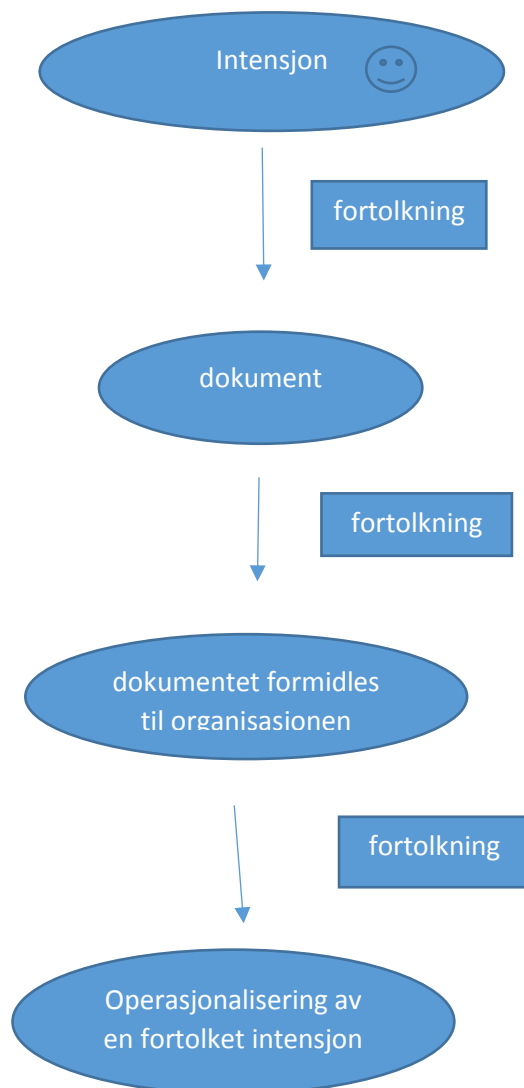 Intensjon
fortolkning
dokument
fortolkning
dokumentet formidles
til organisasjonen
fortolkning
Operasjonalisering av
en fortolket intensjon